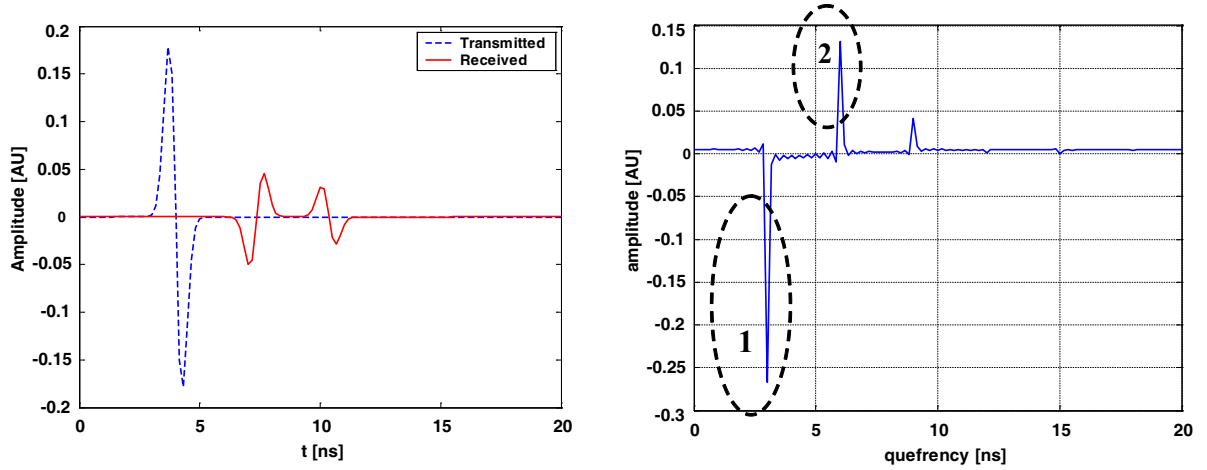 0.2
0.15
0.1
0.05
0
-0.05
-0.1
-0.15
-0.2
Amplitude [AU]
0 5 10 15 20
t [ns]
Transmitted
Received
0.15
0.1
0.05
0
-0.05
-0.1
-0.15
-0.2
-0.25
-0.3
amplitude [AU]
2
1
0 5 10 15 20
quefrency [ns]